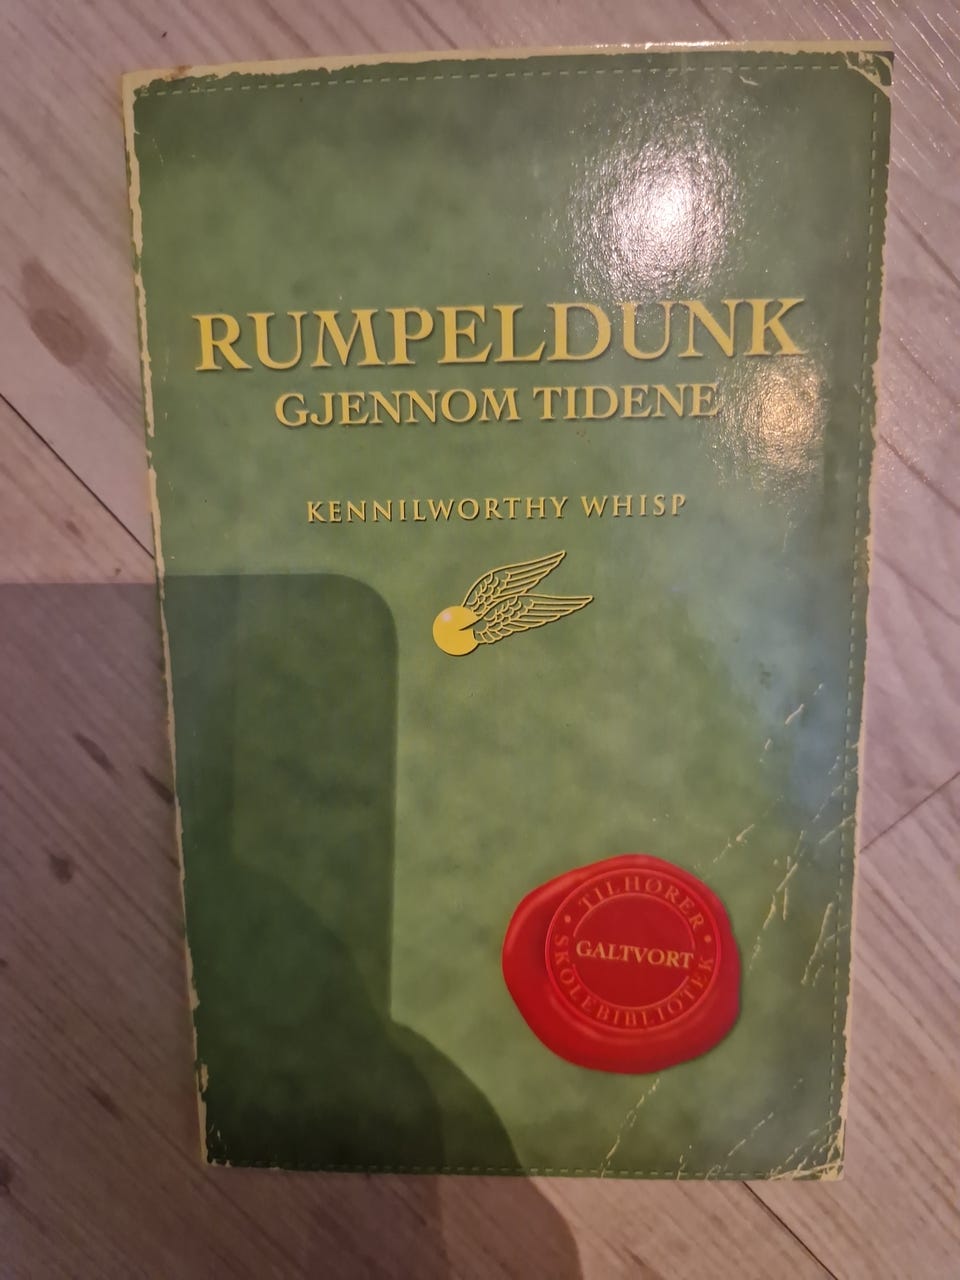 RUMPELDUNK
GJENNOM TIDENE
KENNILWORTHY WHISP
• TILHØRER •
GALTVORT
SKOLEBIBLIOTEK